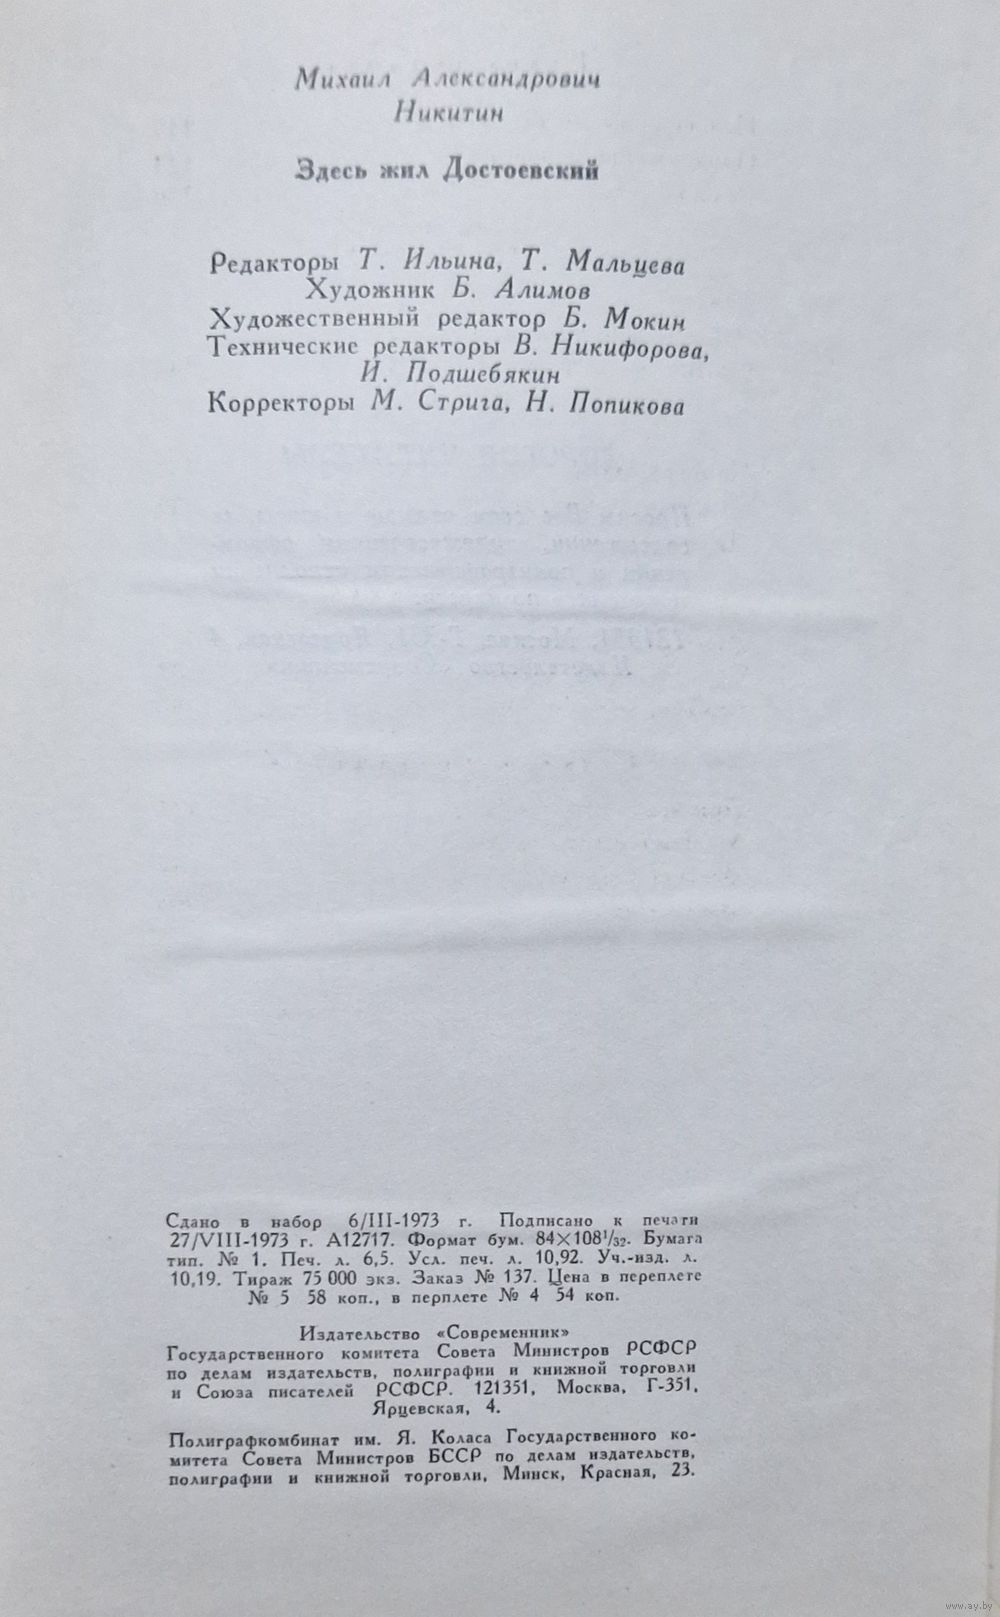 Михаил Александрович
Никитин
Здесь жил Достоевский
Редакторы Т. Ильина, Т. Мальцева
Художник Б. Алимов
Художественный редактор Б. Мокин
Технические редакторы В. Никифорова,
И. Подшебякин
Корректоры М. Стрига, Н. Попикова
Сдано в набор 6/III-1973 г. Подписано к печати
27/VIII-1973 г. А12717. Формат бум. 84×108¹/₃₂. Бумага
тип. № 1. Печ. л. 6,5. Усл. печ. л. 10,92. Уч.-изд. л.
10,19. Тираж 75 000 экз. Заказ № 137. Цена в переплете
№ 5 58 коп., в перплете № 4 54 коп.
Издательство «Современник»
Государственного комитета Совета Министров РСФСР
по делам издательств, полиграфии и книжной торговли
и Союза писателей РСФСР. 121351, Москва, Г-351,
Ярцевская, 4.
Полиграфкомбинат им. Я. Коласа Государственного ко-
митета Совета Министров БССР по делам издательств,
полиграфии и книжной торговли, Минск, Красная, 23.
www.ay.by